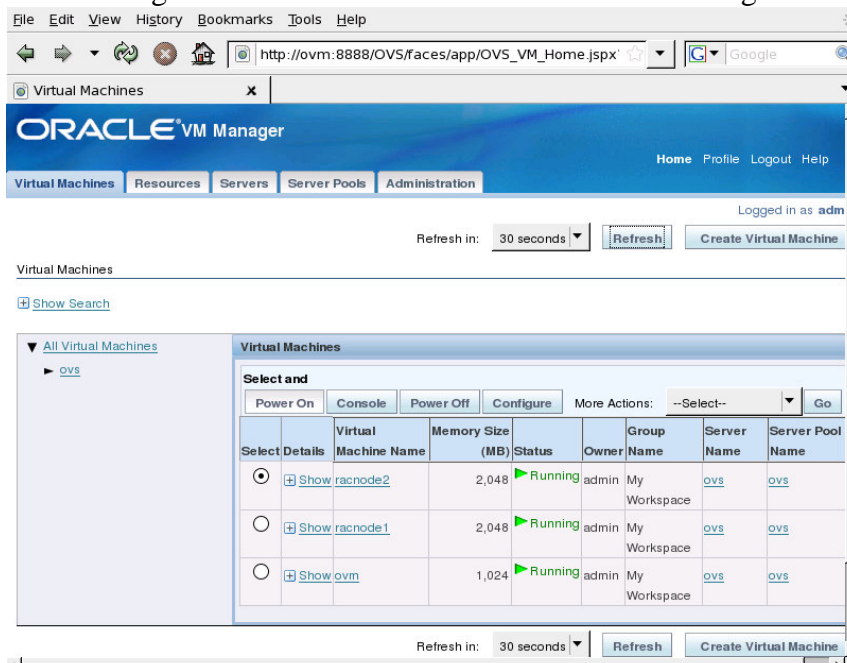 File Edit View History Bookmarks Tools Help
http://ovm:8888/OVS/faces/app/OVS_VM_Home.jspx G Google
Virtual Machines x
ORACLE VM Manager
Home Profile Logout Help
Virtual Machines Resources Servers Server Pools Administration
Logged in as adm
Refresh in: 30 seconds Refresh Create Virtual Machine
Virtual Machines
Show Search
All Virtual Machines
ovs
Virtual Machines
Select and
Power On Console Power Off Configure More Actions: --Select-- Go
Select Details Virtual Machine Name Memory Size (MB) Status Owner Group Name Server Name Server Pool Name
Show racnode2 2,048 Running admin My Workspace ovs ovs
Show racnode1 2,048 Running admin My Workspace ovs ovs
Show ovm 1,024 Running admin My Workspace ovs ovs
Refresh in: 30 seconds Refresh Create Virtual Machine